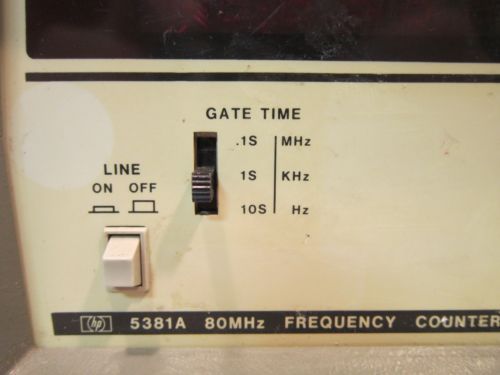 GATE TIME
.1S MHz
LINE
ON OFF
1S KHz
10S Hz
hp 5381A 80MHz FREQUENCY COUNTER